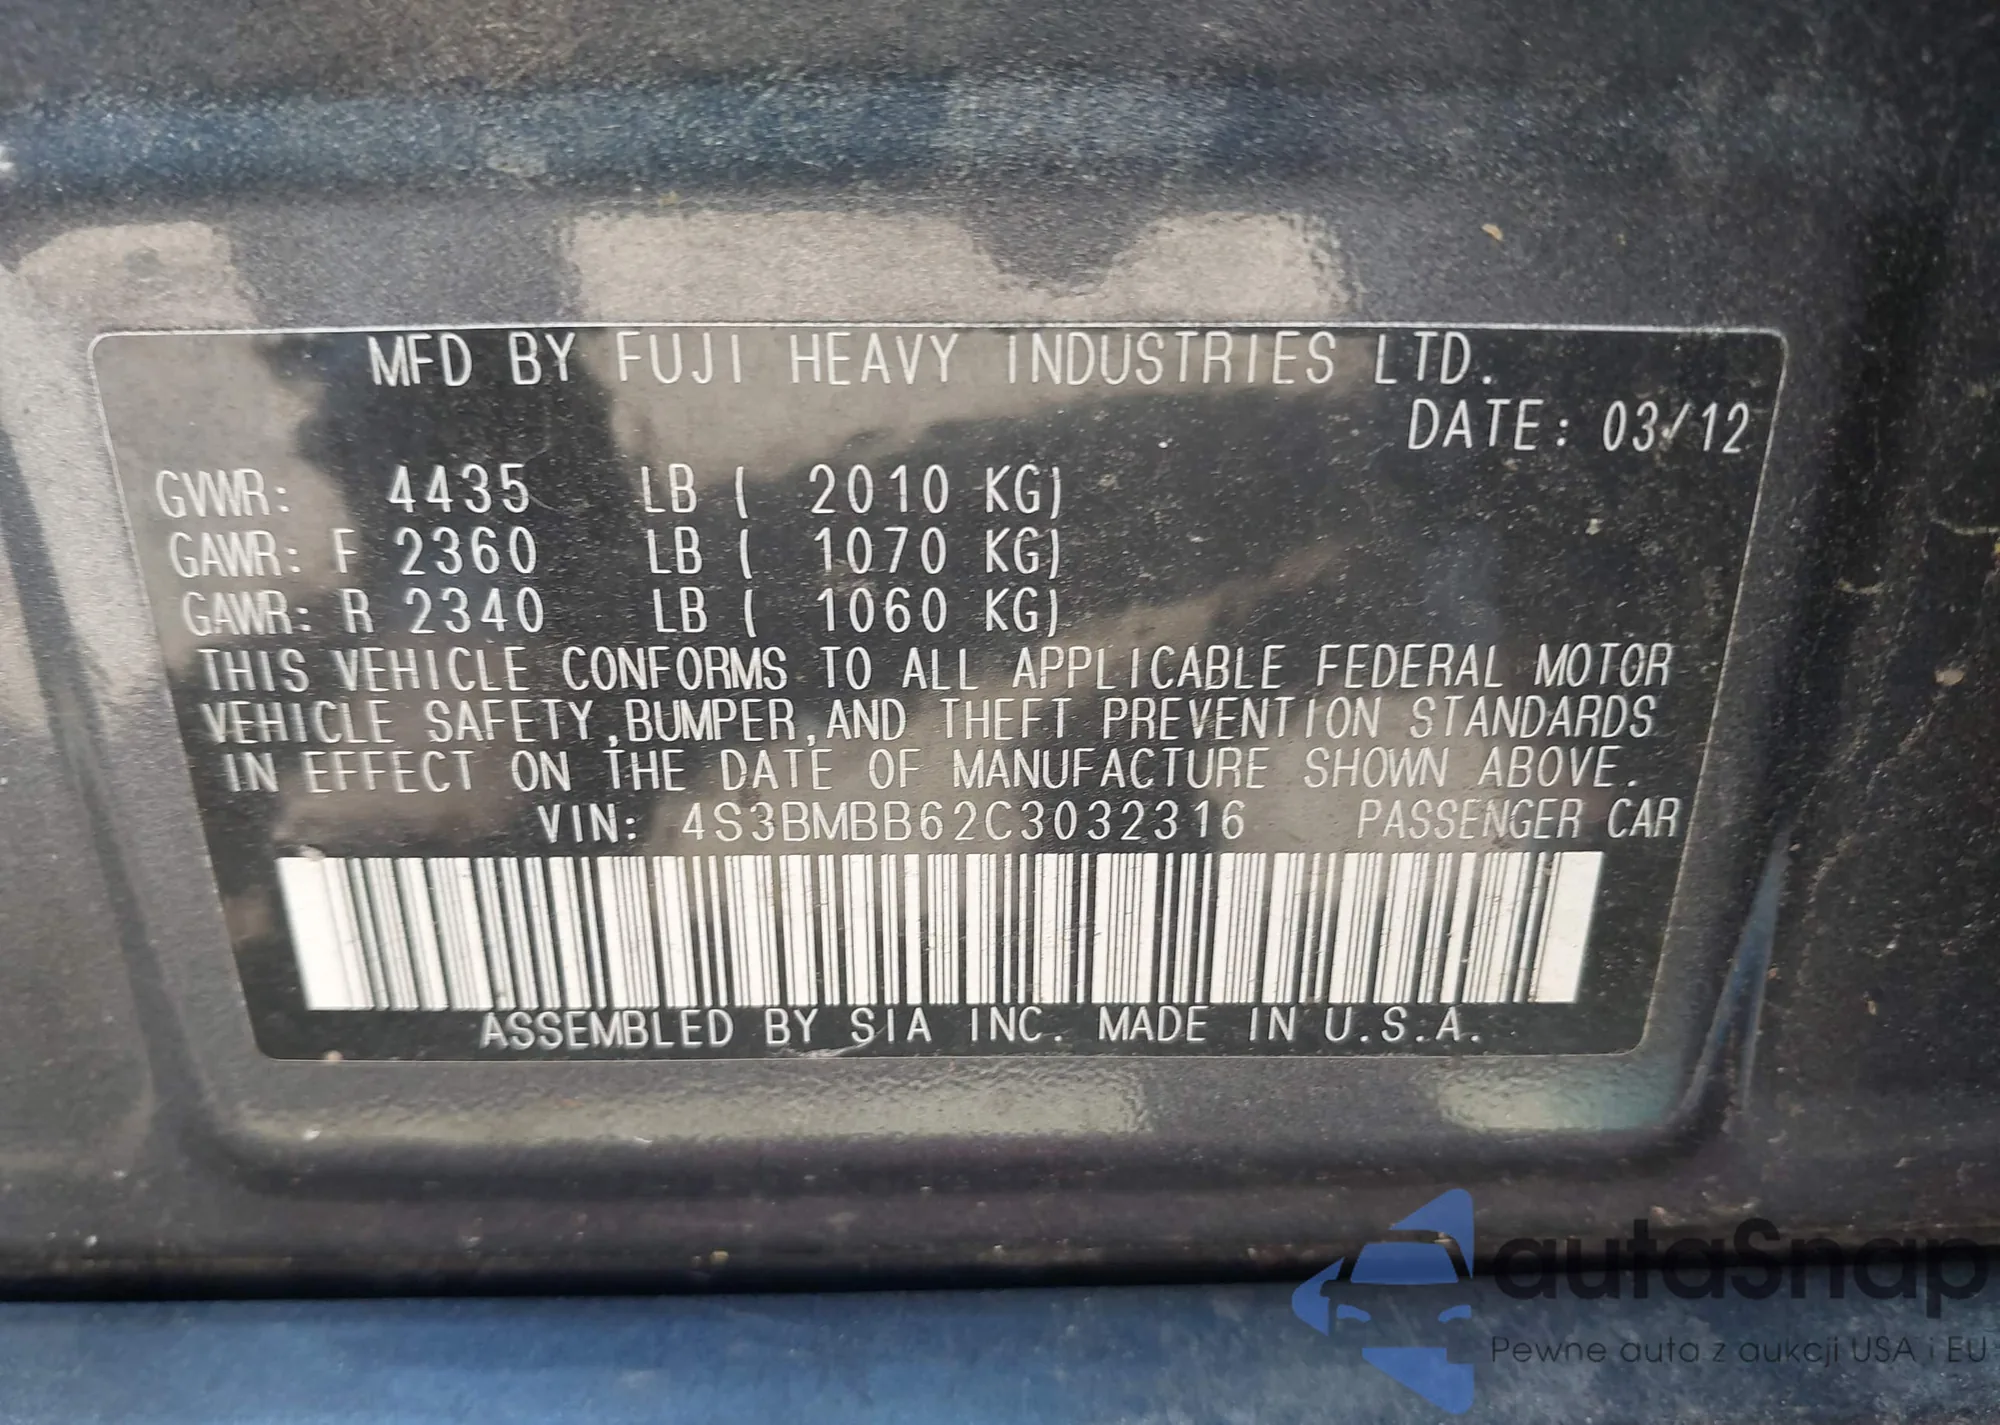 MFD BY FUJI HEAVY INDUSTRIES LTD.
DATE: 03/12
GVWR: 4435 LB ( 2010 KG)
GAWR: F 2360 LB ( 1070 KG)
GAWR: R 2340 LB ( 1060 KG)
THIS VEHICLE CONFORMS TO ALL APPLICABLE FEDERAL MOTOR
VEHICLE SAFETY,BUMPER,AND THEFT PREVENTION STANDARDS
IN EFFECT ON THE DATE OF MANUFACTURE SHOWN ABOVE.
VIN: 4S3BMBB62C3032316 PASSENGER CAR
ASSEMBLED BY SIA INC. MADE IN U.S.A.
autaSnap
Pewne auta z aukcji USA i EU